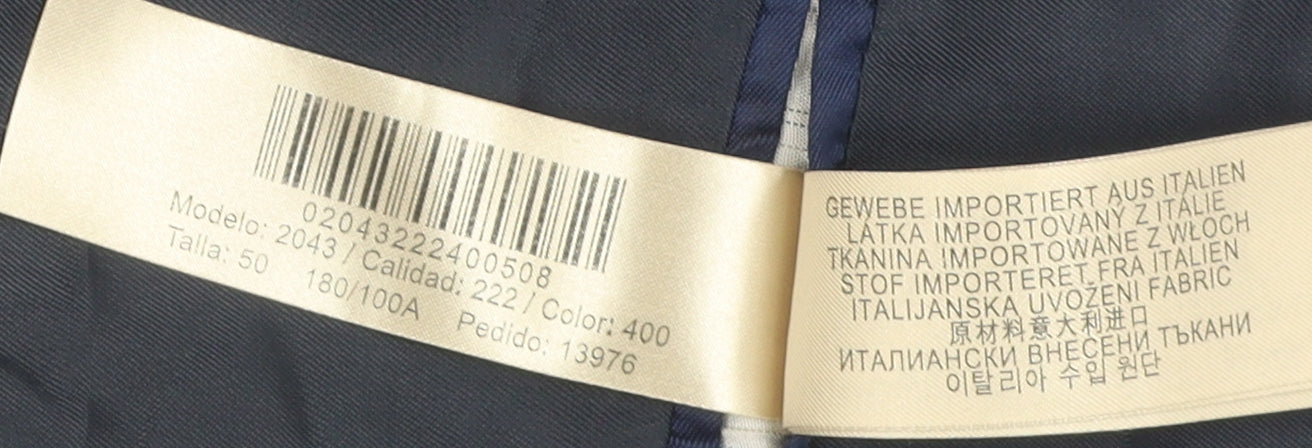 02043222400508
Modelo: 2043 / Calidad: 222 / Color: 400
Talla: 50 180/100A Pedido: 13976
GEWEBE IMPORTIERT AUS ITALIEN
LÁTKA IMPORTOVANÝ Z ITÁLIE
TKANINA IMPORTOWANE Z WŁOCH
STOF IMPORTERET FRA ITALIEN
ITALIJANSKA UVOŽENI FABRIC
原材料意大利进口
ИТАЛИАНСКИ ВНЕСЕНИ ТЪКАНИ
이탈리아 수입 원단